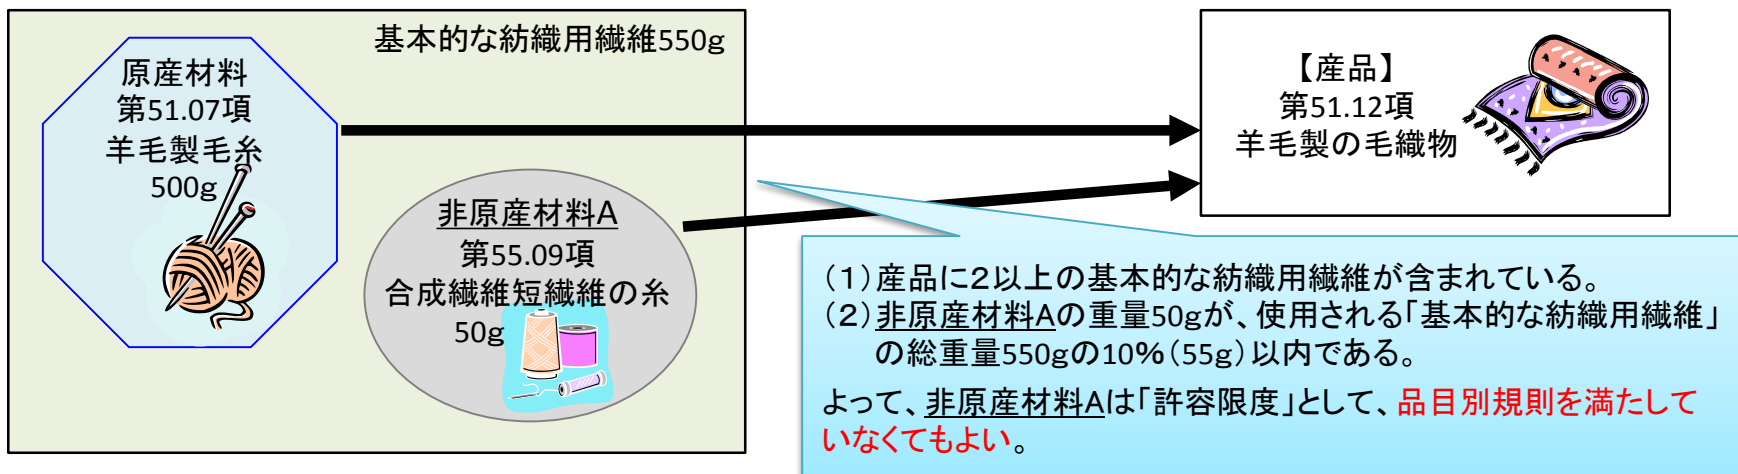 基本的な紡織用繊維550g
原産材料
第51.07項
羊毛製毛糸
500g
非原産材料A
第55.09項
合成繊維短繊維の糸
50g
【産品】
第51.12項
羊毛製の毛織物
（1）産品に２以上の基本的な紡織用繊維が含まれている。
（2）非原産材料Aの重量50gが、使用される「基本的な紡織用繊維」
の総重量550gの10％（55g）以内である。
よって、非原産材料Aは「許容限度」として、品目別規則を満たして
いなくてもよい。